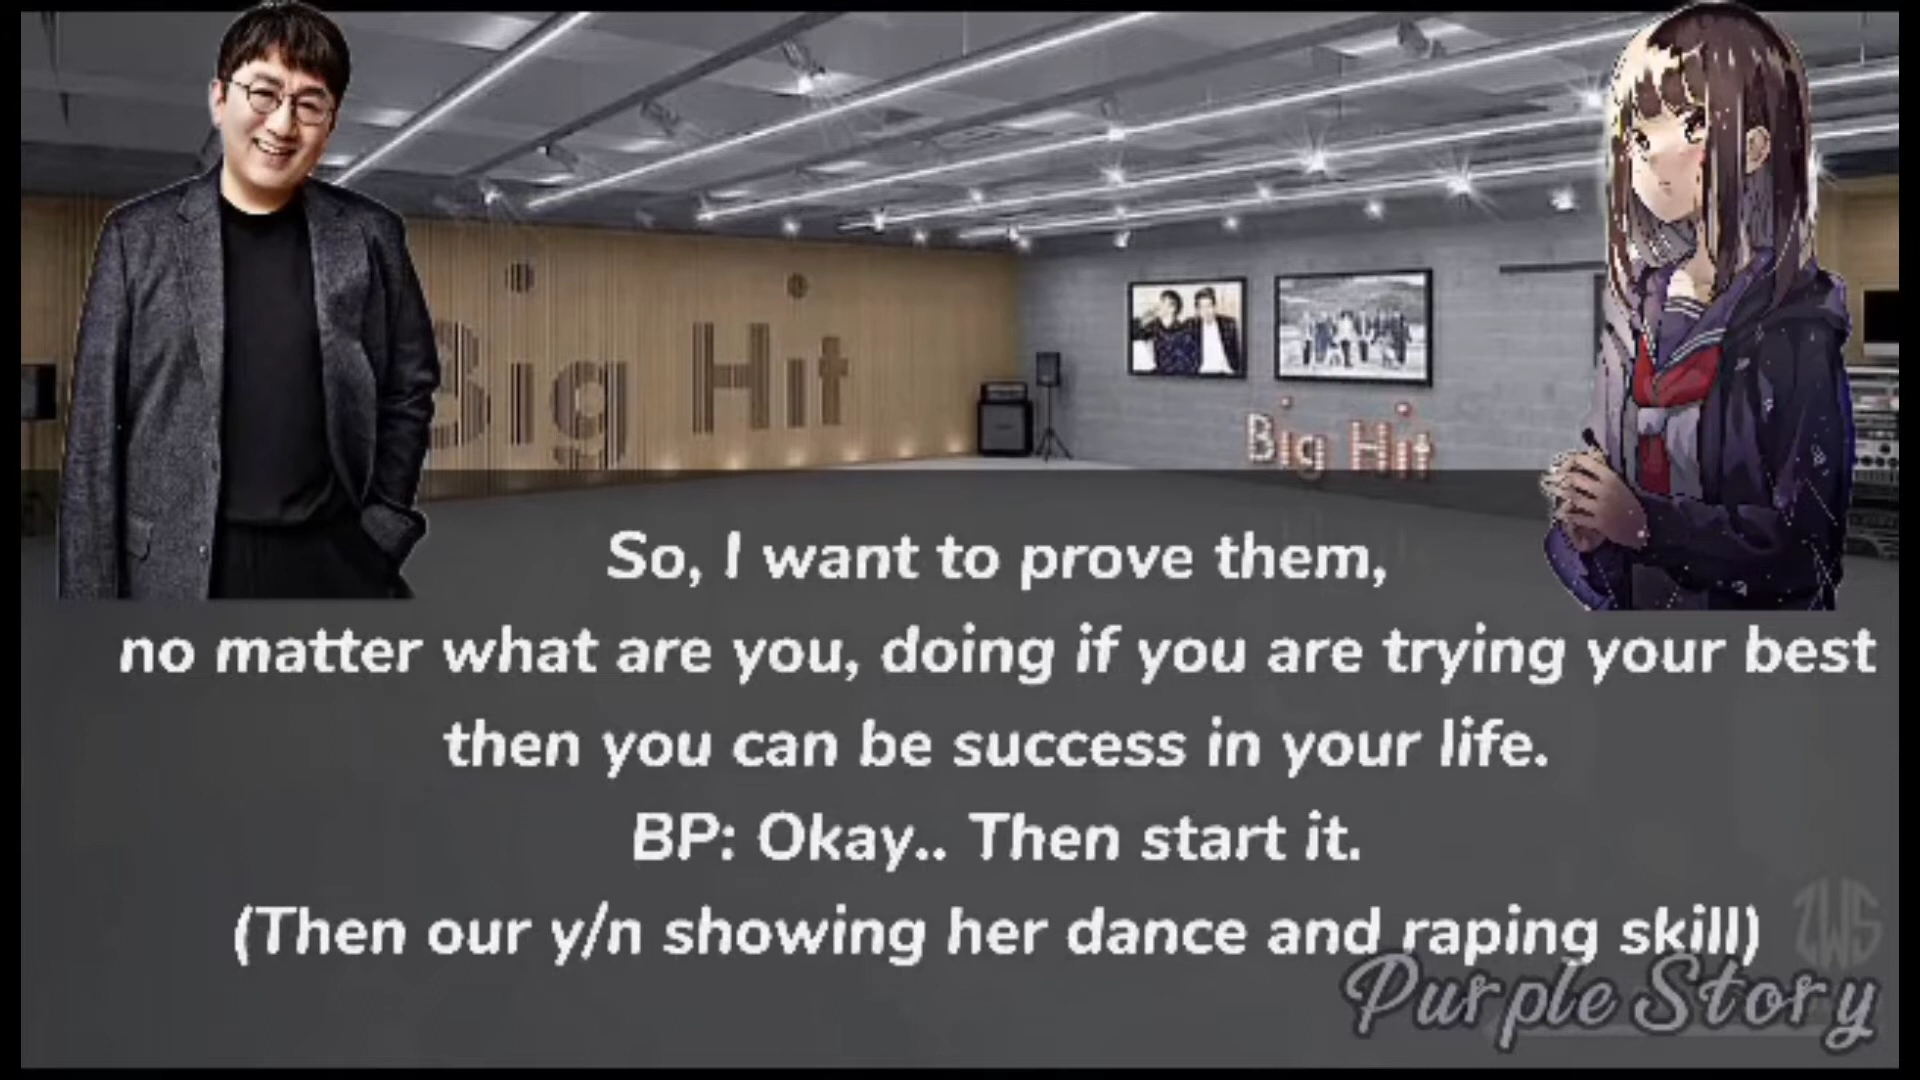 Big Hit
Big Hit
So, I want to prove them,
no matter what are you, doing if you are trying your best
then you can be success in your life.
BP: Okay.. Then start it.
(Then our y/n showing her dance and raping skill)
ZWS
Purple Story